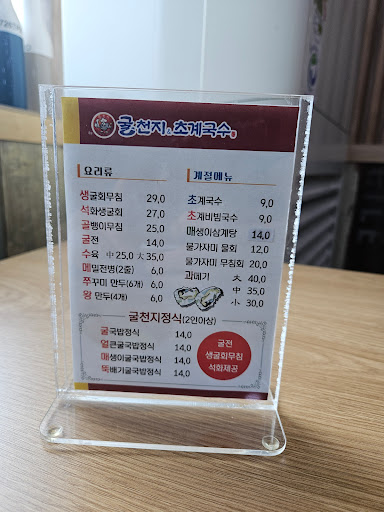 굴천지& 초계국수
요리류
생굴회무침 29,0
석화생굴회 27,0
골뱅이무침 25,0
굴전 14,0
수육 中25,0 大35,0
메밀전병(2줄) 6,0
쭈꾸미 만두(6개) 6,0
왕 만두(4개) 6,0
계절메뉴
초계국수 9,0
초계비빔국수 9,0
매생이삼계탕 14,0
물가자미 물회 12,0
물가자미 무침회 20,0
과메기 大 40,0
中 35,0
小 30,0
굴천지정식(2인이상)
굴국밥정식 14,0
얼큰굴국밥정식 14,0
매생이굴국밥정식 14,0
뚝배기굴국밥정식 14,0
굴전
생굴회무침
석화제공